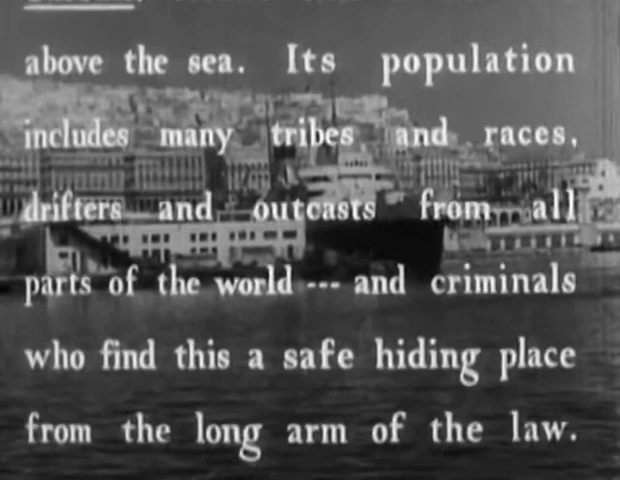 above the sea. Its population
includes many tribes and races,
drifters and outcasts from all
parts of the world --- and criminals
who find this a safe hiding place
from the long arm of the law.